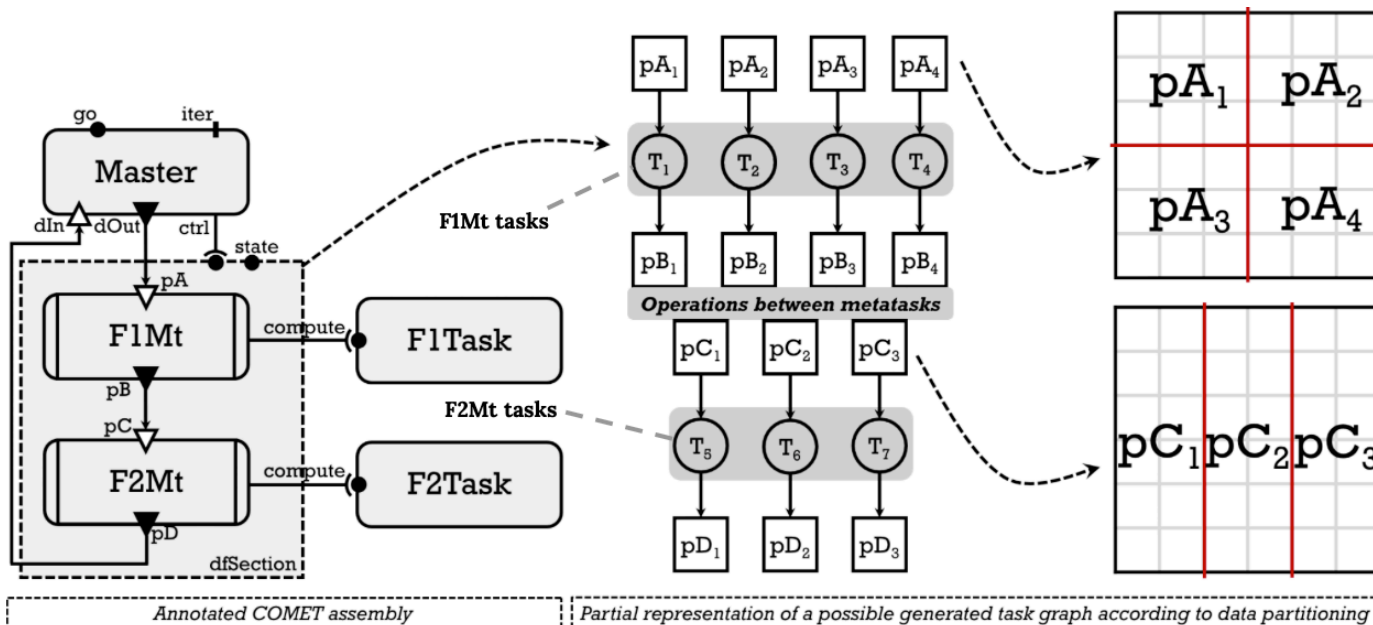 go
iter
Master
dIn
dOut
ctrl
state
pA
F1Mt
compute
F1Task
pB
pC
F2Mt
compute
F2Task
pD
dfSection
Annotated COMET assembly
pA₁ pA₂ pA₃ pA₄
T₁ T₂ T₃ T₄
F1Mt tasks
pB₁ pB₂ pB₃ pB₄
Operations between metatasks
pC₁ pC₂ pC₃
F2Mt tasks
T₅ T₆ T₇
pD₁ pD₂ pD₃
pA₁ pA₂
pA₃ pA₄
pC₁ pC₂ pC₃
Partial representation of a possible generated task graph according to data partitioning